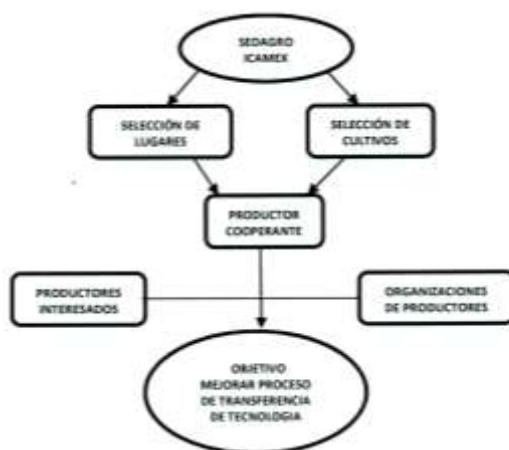 SEDAGRO
ICAMEX
SELECCIÓN DE
LUGARES
SELECCIÓN DE
CULTIVOS
PRODUCTOR
COOPERANTE
PRODUCTORES
INTERESADOS
ORGANIZACIONES
DE PRODUCTORES
OBJETIVO
MEJORAR PROCESO
DE TRANSFERENCIA
DE TECNOLOGIA